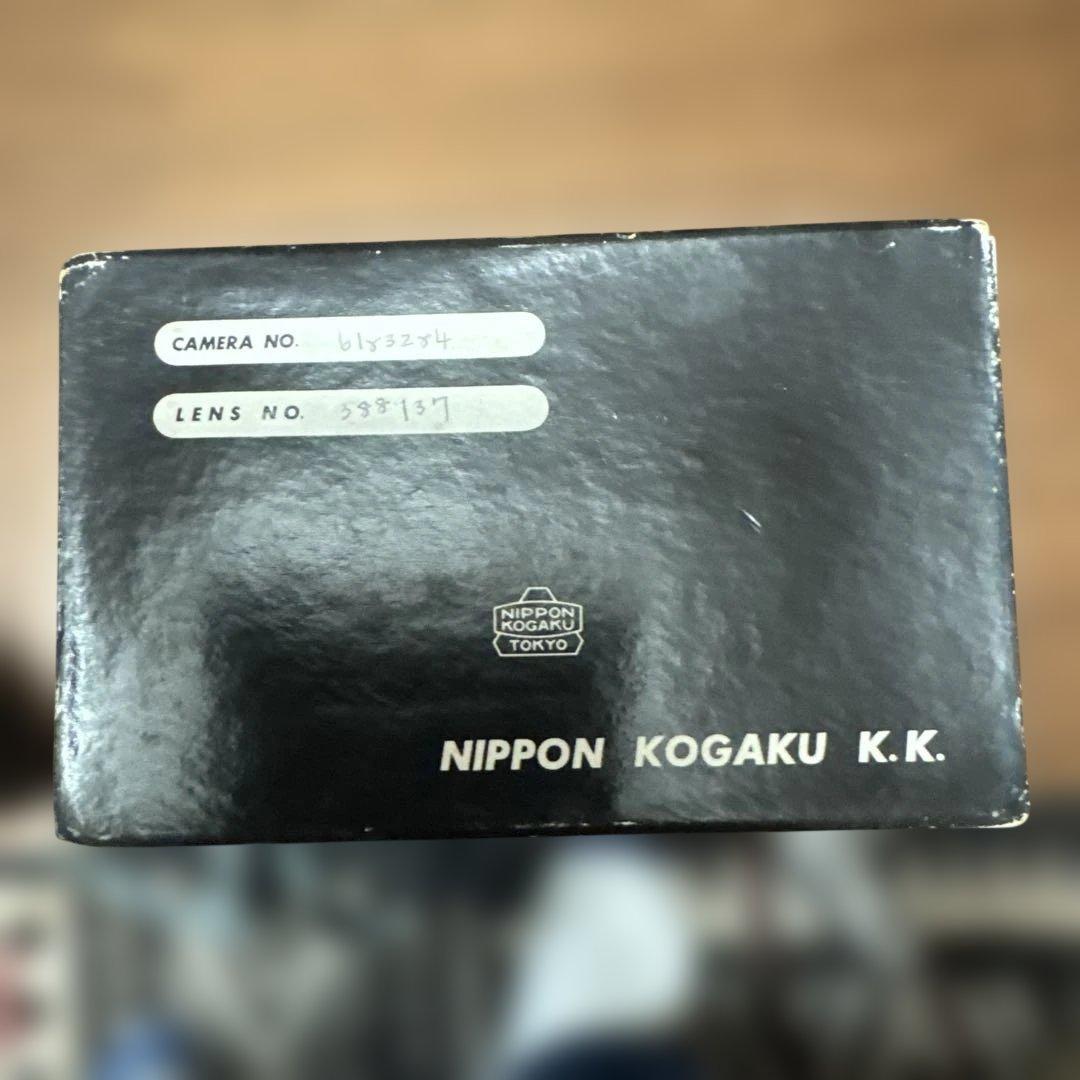 CAMERA NO. 6183284
LENS NO. 388137
NIPPON
KOGAKU
TOKYO
NIPPON KOGAKU K.K.